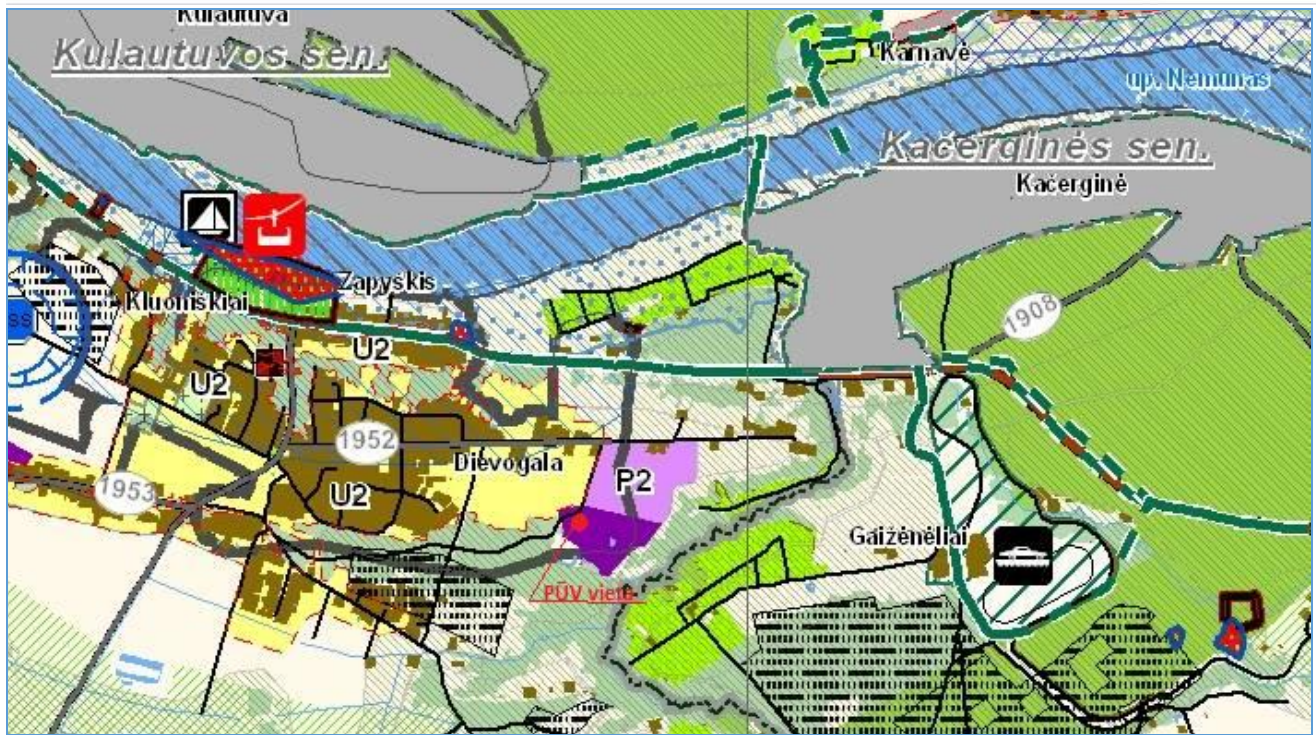 Kulautuva
Kulautuvos sen.
Karnavė
up. Nemunas
Kačerginės sen.
Kačerginė
Zapyškis
Kluoniškiai
1908
SS
U2
U2
1952
Dievogala
P2
1953
U2
Gaižėnėliai
PŪV vieta